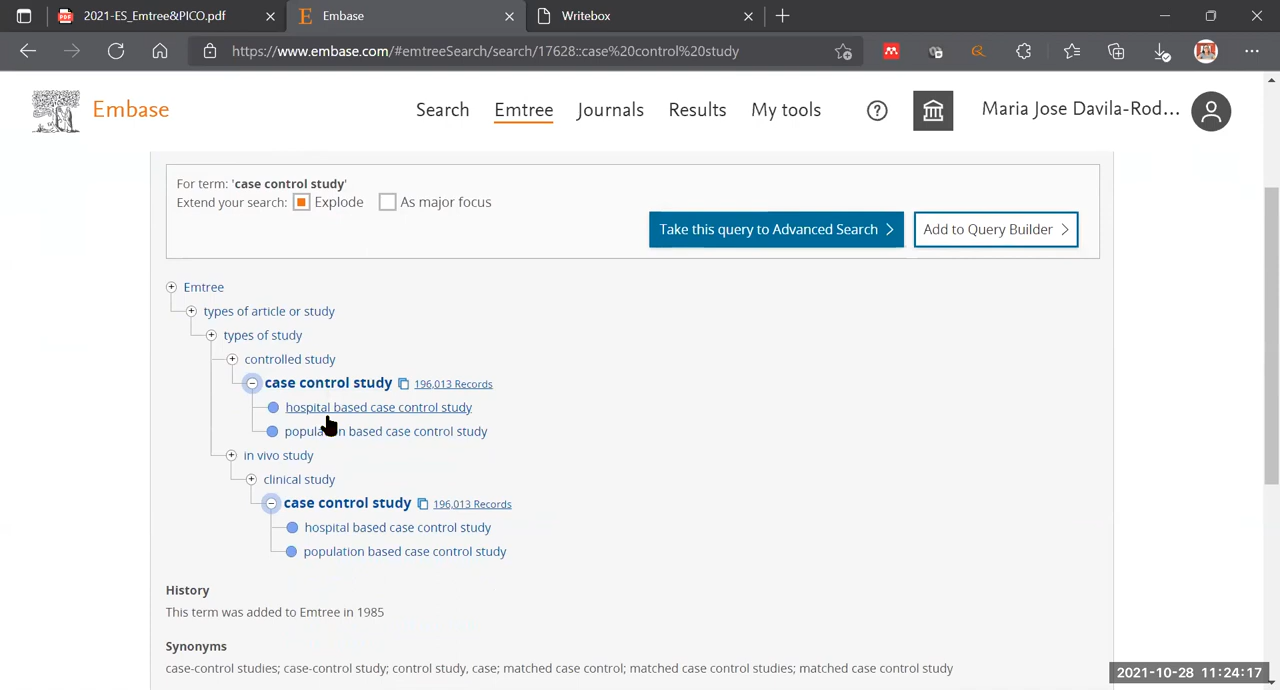 2021-ES_Emtree&PICO.pdf
Embase
Writebox
https://www.embase.com/#emtreeSearch/search/17628::case%20control%20study
Embase
Search
Emtree
Journals
Results
My tools
Maria Jose Davila-Rod...
For term: 'case control study'
Extend your search: Explode As major focus
Take this query to Advanced Search
Add to Query Builder
Emtree
types of article or study
types of study
controlled study
case control study 196,013 Records
hospital based case control study
population based case control study
in vivo study
clinical study
case control study 196,013 Records
hospital based case control study
population based case control study
History
This term was added to Emtree in 1985
Synonyms
case-control studies; case-control study; control study, case; matched case control; matched case control studies; matched case control study
2021-10-28 11:24:17